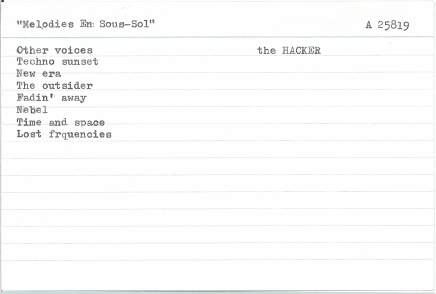 "Melodies En Sous-Sol" A 25819
Other voices the HACKER
Techno sunset
New era
The outsider
Fadin' away
Nebel
Time and space
Lost frquencies